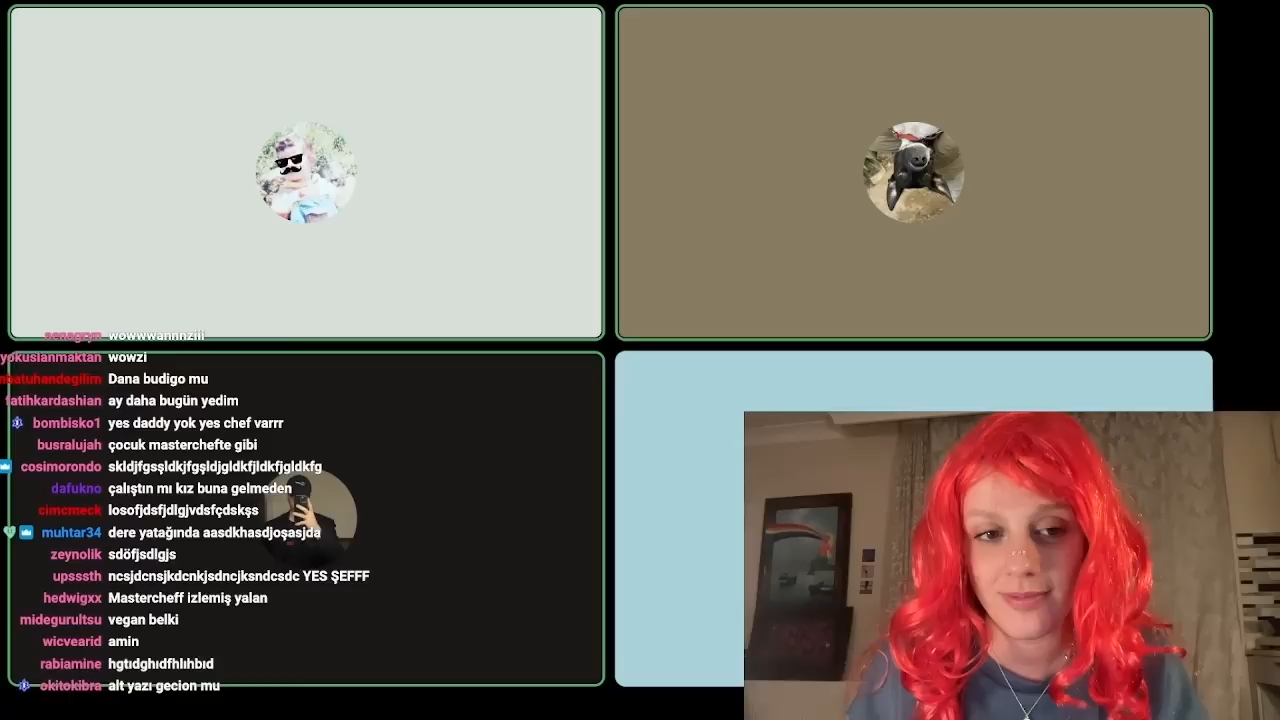 senagzyn wowwwannnziii
yokuslanmaktan wowzi
nbatuhandegilim Dana budigo mu
fatihkardashian ay daha bugün yedim
bombisko1 yes daddy yok yes chef varrr
busralujah çocuk masterchefte gibi
cosimorondo skldjfgsşldkjfgşldjgldkfjldkfjgldkfg
dafukno çalıştın mı kız buna gelmeden
cimcmeck losofjdsfjdlgjvdsfçdskşs
muhtar34 dere yatağında aasdkhasdjoşasjda
zeynolik sdöfjsdlgjs
upsssth ncsjdcnsjkdcnkjsdncjksndcsdc YES ŞEFFF
hedwigxx Mastercheff izlemiş yalan
midegurultsu vegan belki
wicvearid amin
rabiamine hgtıdghıdfhlıhbıd
okitokibra alt yazı gecion mu